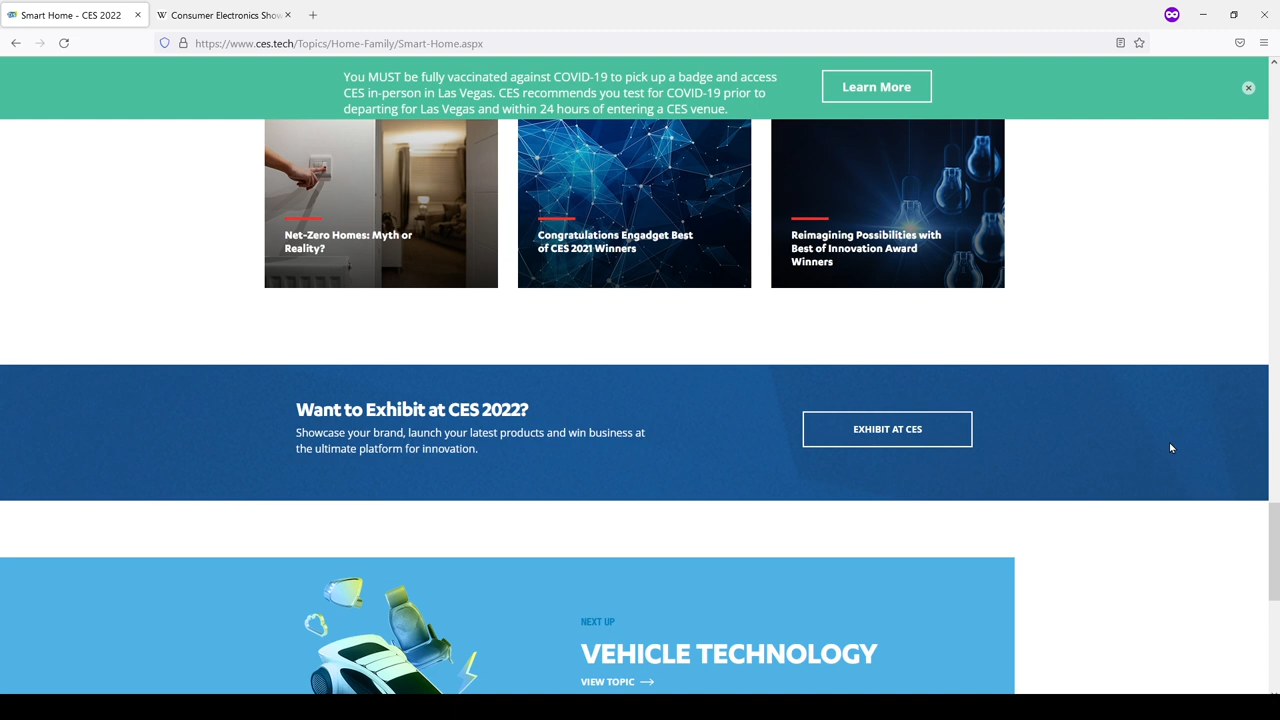 Smart Home - CES 2022
Consumer Electronics Show
https://www.ces.tech/Topics/Home-Family/Smart-Home.aspx
You MUST be fully vaccinated against COVID-19 to pick up a badge and access
CES in-person in Las Vegas. CES recommends you test for COVID-19 prior to
departing for Las Vegas and within 24 hours of entering a CES venue.
Learn More
Net-Zero Homes: Myth or
Reality?
Congratulations Engadget Best
of CES 2021 Winners
Reimagining Possibilities with
Best of Innovation Award
Winners
Want to Exhibit at CES 2022?
Showcase your brand, launch your latest products and win business at
the ultimate platform for innovation.
EXHIBIT AT CES
NEXT UP
VEHICLE TECHNOLOGY
VIEW TOPIC